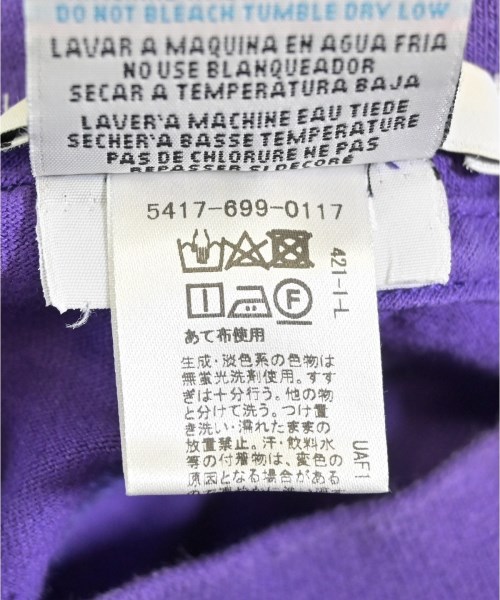 DO NOT BLEACH TUMBLE DRY LOW
LAVAR A MAQUINA EN AGUA FRIA
NO USE BLANQUEADOR
SECAR A TEMPERATURA BAJA
LAVER'A MACHINE EAU TIEDE
SECHER'A BASSE TEMPERATURE
PAS DE CHLORURE NE PAS
REPASSER SI DECORÉ
5417-699-0117
421-I-L
F
あて布使用
生成・淡色系の色物は
無蛍光洗剤使用。すす
ぎは十分行う。他の物
と分けて洗う。つけ置
き洗い・濡れたままの
放置禁止。汗・飲料水
等の付着物は、変色の
原因となる場合がある
UAF1